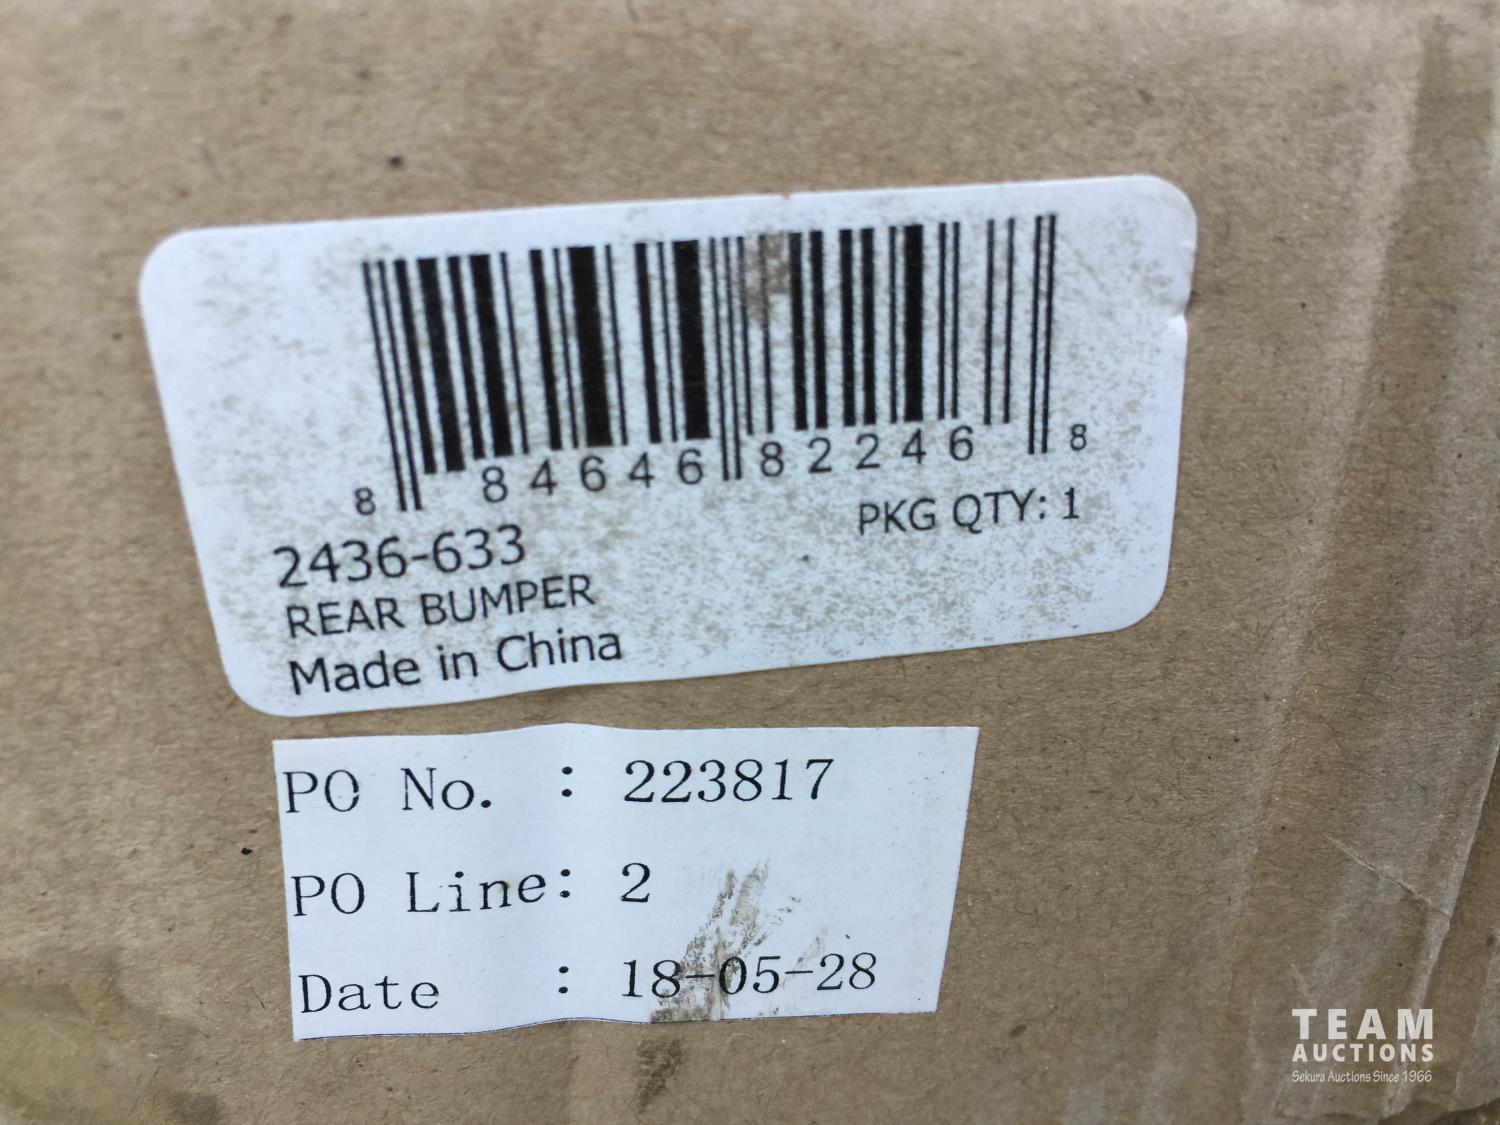 8 84646 82246 8
PKG QTY: 1
2436-633
REAR BUMPER
Made in China
PO No. : 223817
PO Line: 2
Date : 18-05-28
TEAM
AUCTIONS
Sekura Auctions Since 1966